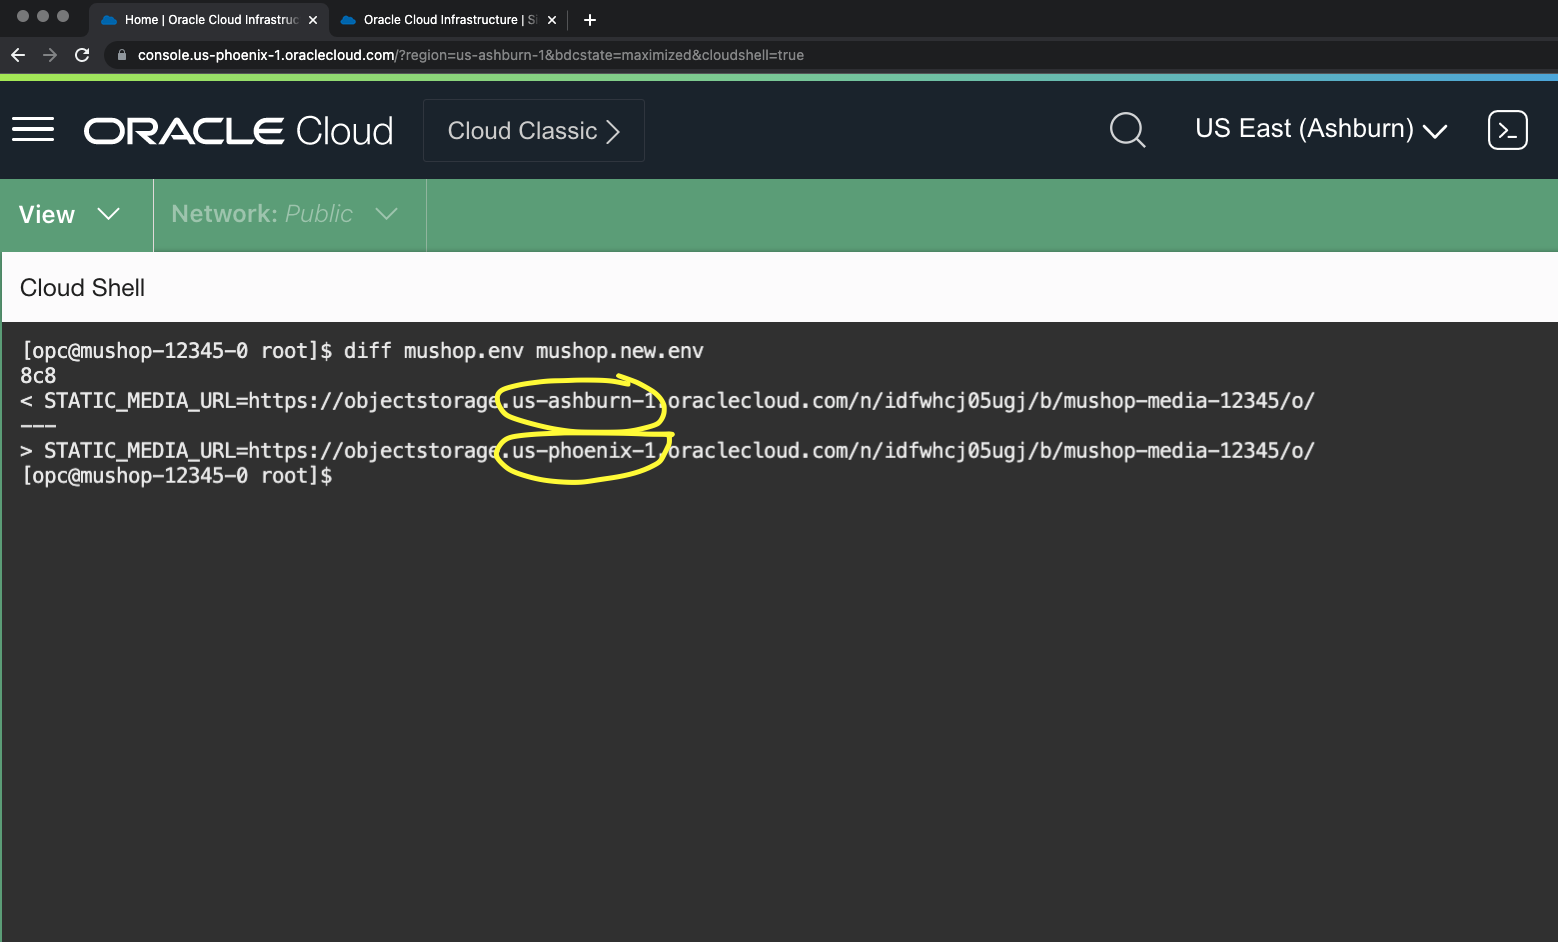 Home | Oracle Cloud Infrastruc
Oracle Cloud Infrastructure | Si
console.us-phoenix-1.oraclecloud.com/?region=us-ashburn-1&bdcstate=maximized&cloudshell=true
ORACLE Cloud
Cloud Classic
US East (Ashburn)
View
Network: Public
Cloud Shell
[opc@mushop-12345-0 root]$ diff mushop.env mushop.new.env
8c8
< STATIC_MEDIA_URL=https://objectstorage.us-ashburn-1.oraclecloud.com/n/idfwhcj05ugj/b/mushop-media-12345/o/
---
> STATIC_MEDIA_URL=https://objectstorage.us-phoenix-1.oraclecloud.com/n/idfwhcj05ugj/b/mushop-media-12345/o/
[opc@mushop-12345-0 root]$